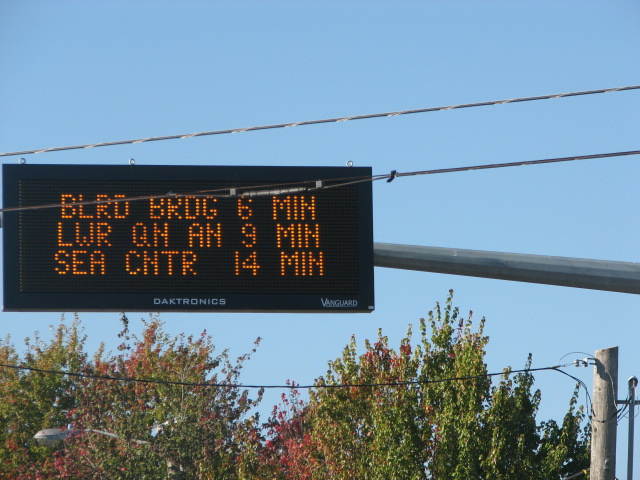 BLRD BRDG 6 MIN
LWR QN AN 9 MIN
SEA CNTR 14 MIN
DAKTRONICS VANGUARD